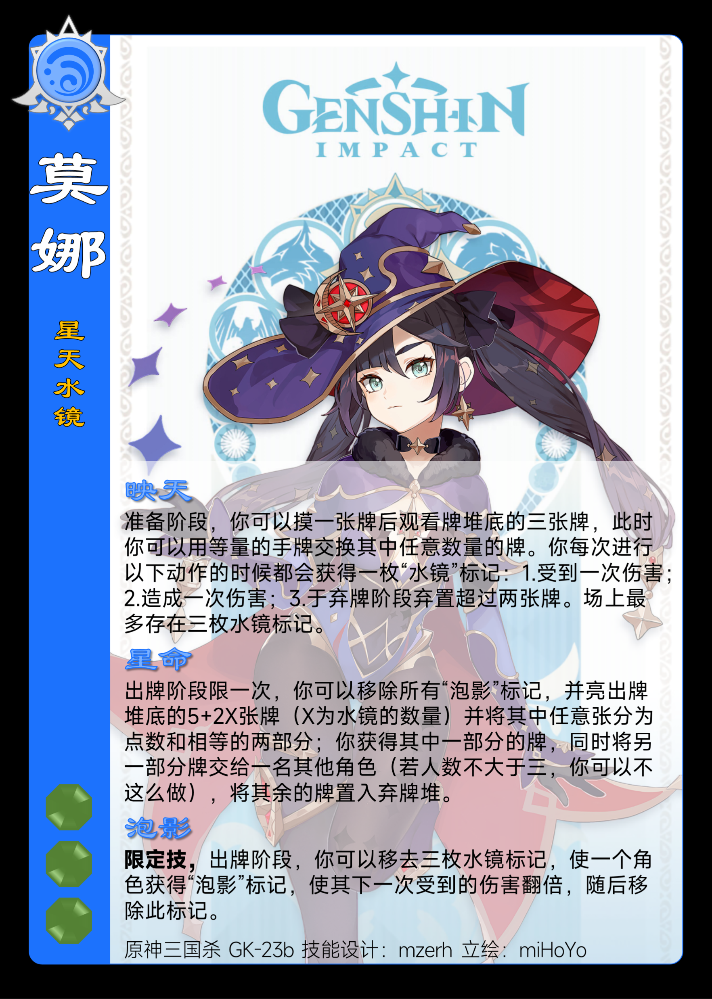 莫娜
星天水镜
GENSHIN
IMPACT
映天
准备阶段，你可以摸一张牌后观看牌堆底的三张牌，此时
你可以用等量的手牌交换其中任意数量的牌。你每次进行
以下动作的时候都会获得一枚“水镜”标记：1.受到一次伤害；
2.造成一次伤害；3.于弃牌阶段弃置超过两张牌。场上最
多存在三枚水镜标记。
星命
出牌阶段限一次，你可以移除所有“泡影”标记，并亮出牌
堆底的5+2X张牌（X为水镜的数量）并将其中任意张分为
点数和相等的两部分；你获得其中一部分的牌，同时将另
一部分牌交给一名其他角色（若人数不大于三，你可以不
这么做），将其余的牌置入弃牌堆。
泡影
限定技，出牌阶段，你可以移去三枚水镜标记，使一个角
色获得“泡影”标记，使其下一次受到的伤害翻倍，随后移
除此标记。
原神三国杀 GK-23b 技能设计：mzerh 立绘：miHoYo